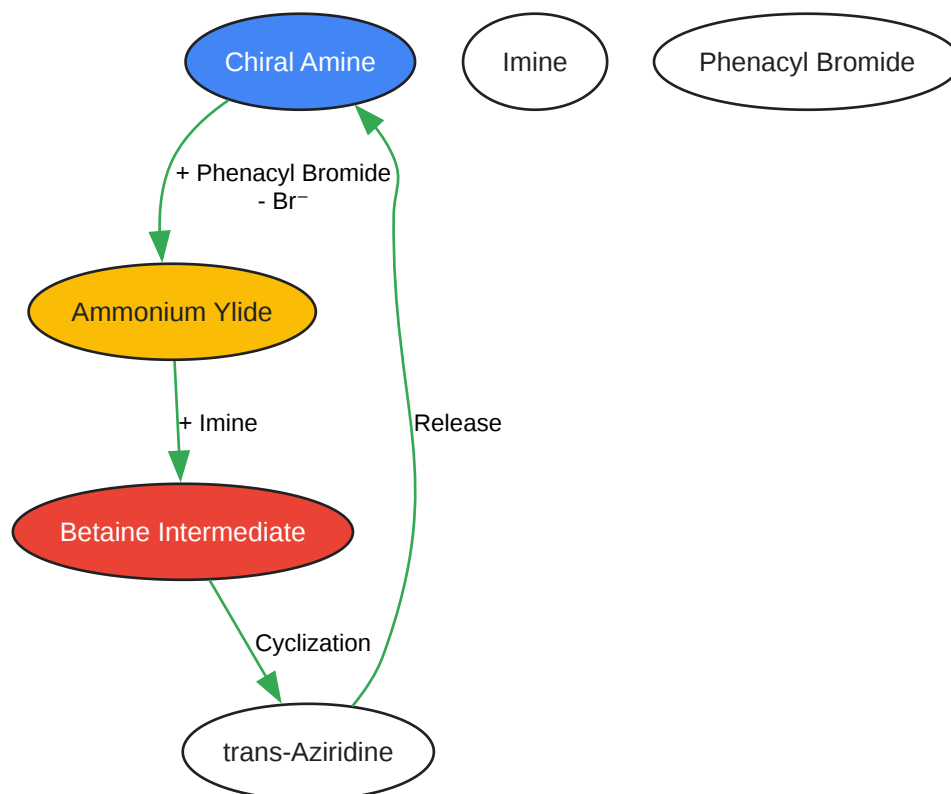 Chiral Amine
Imine
Phenacyl Bromide
+ Phenacyl Bromide
- Br⁻
Ammonium Ylide
+ Imine
Release
Betaine Intermediate
Cyclization
trans-Aziridine